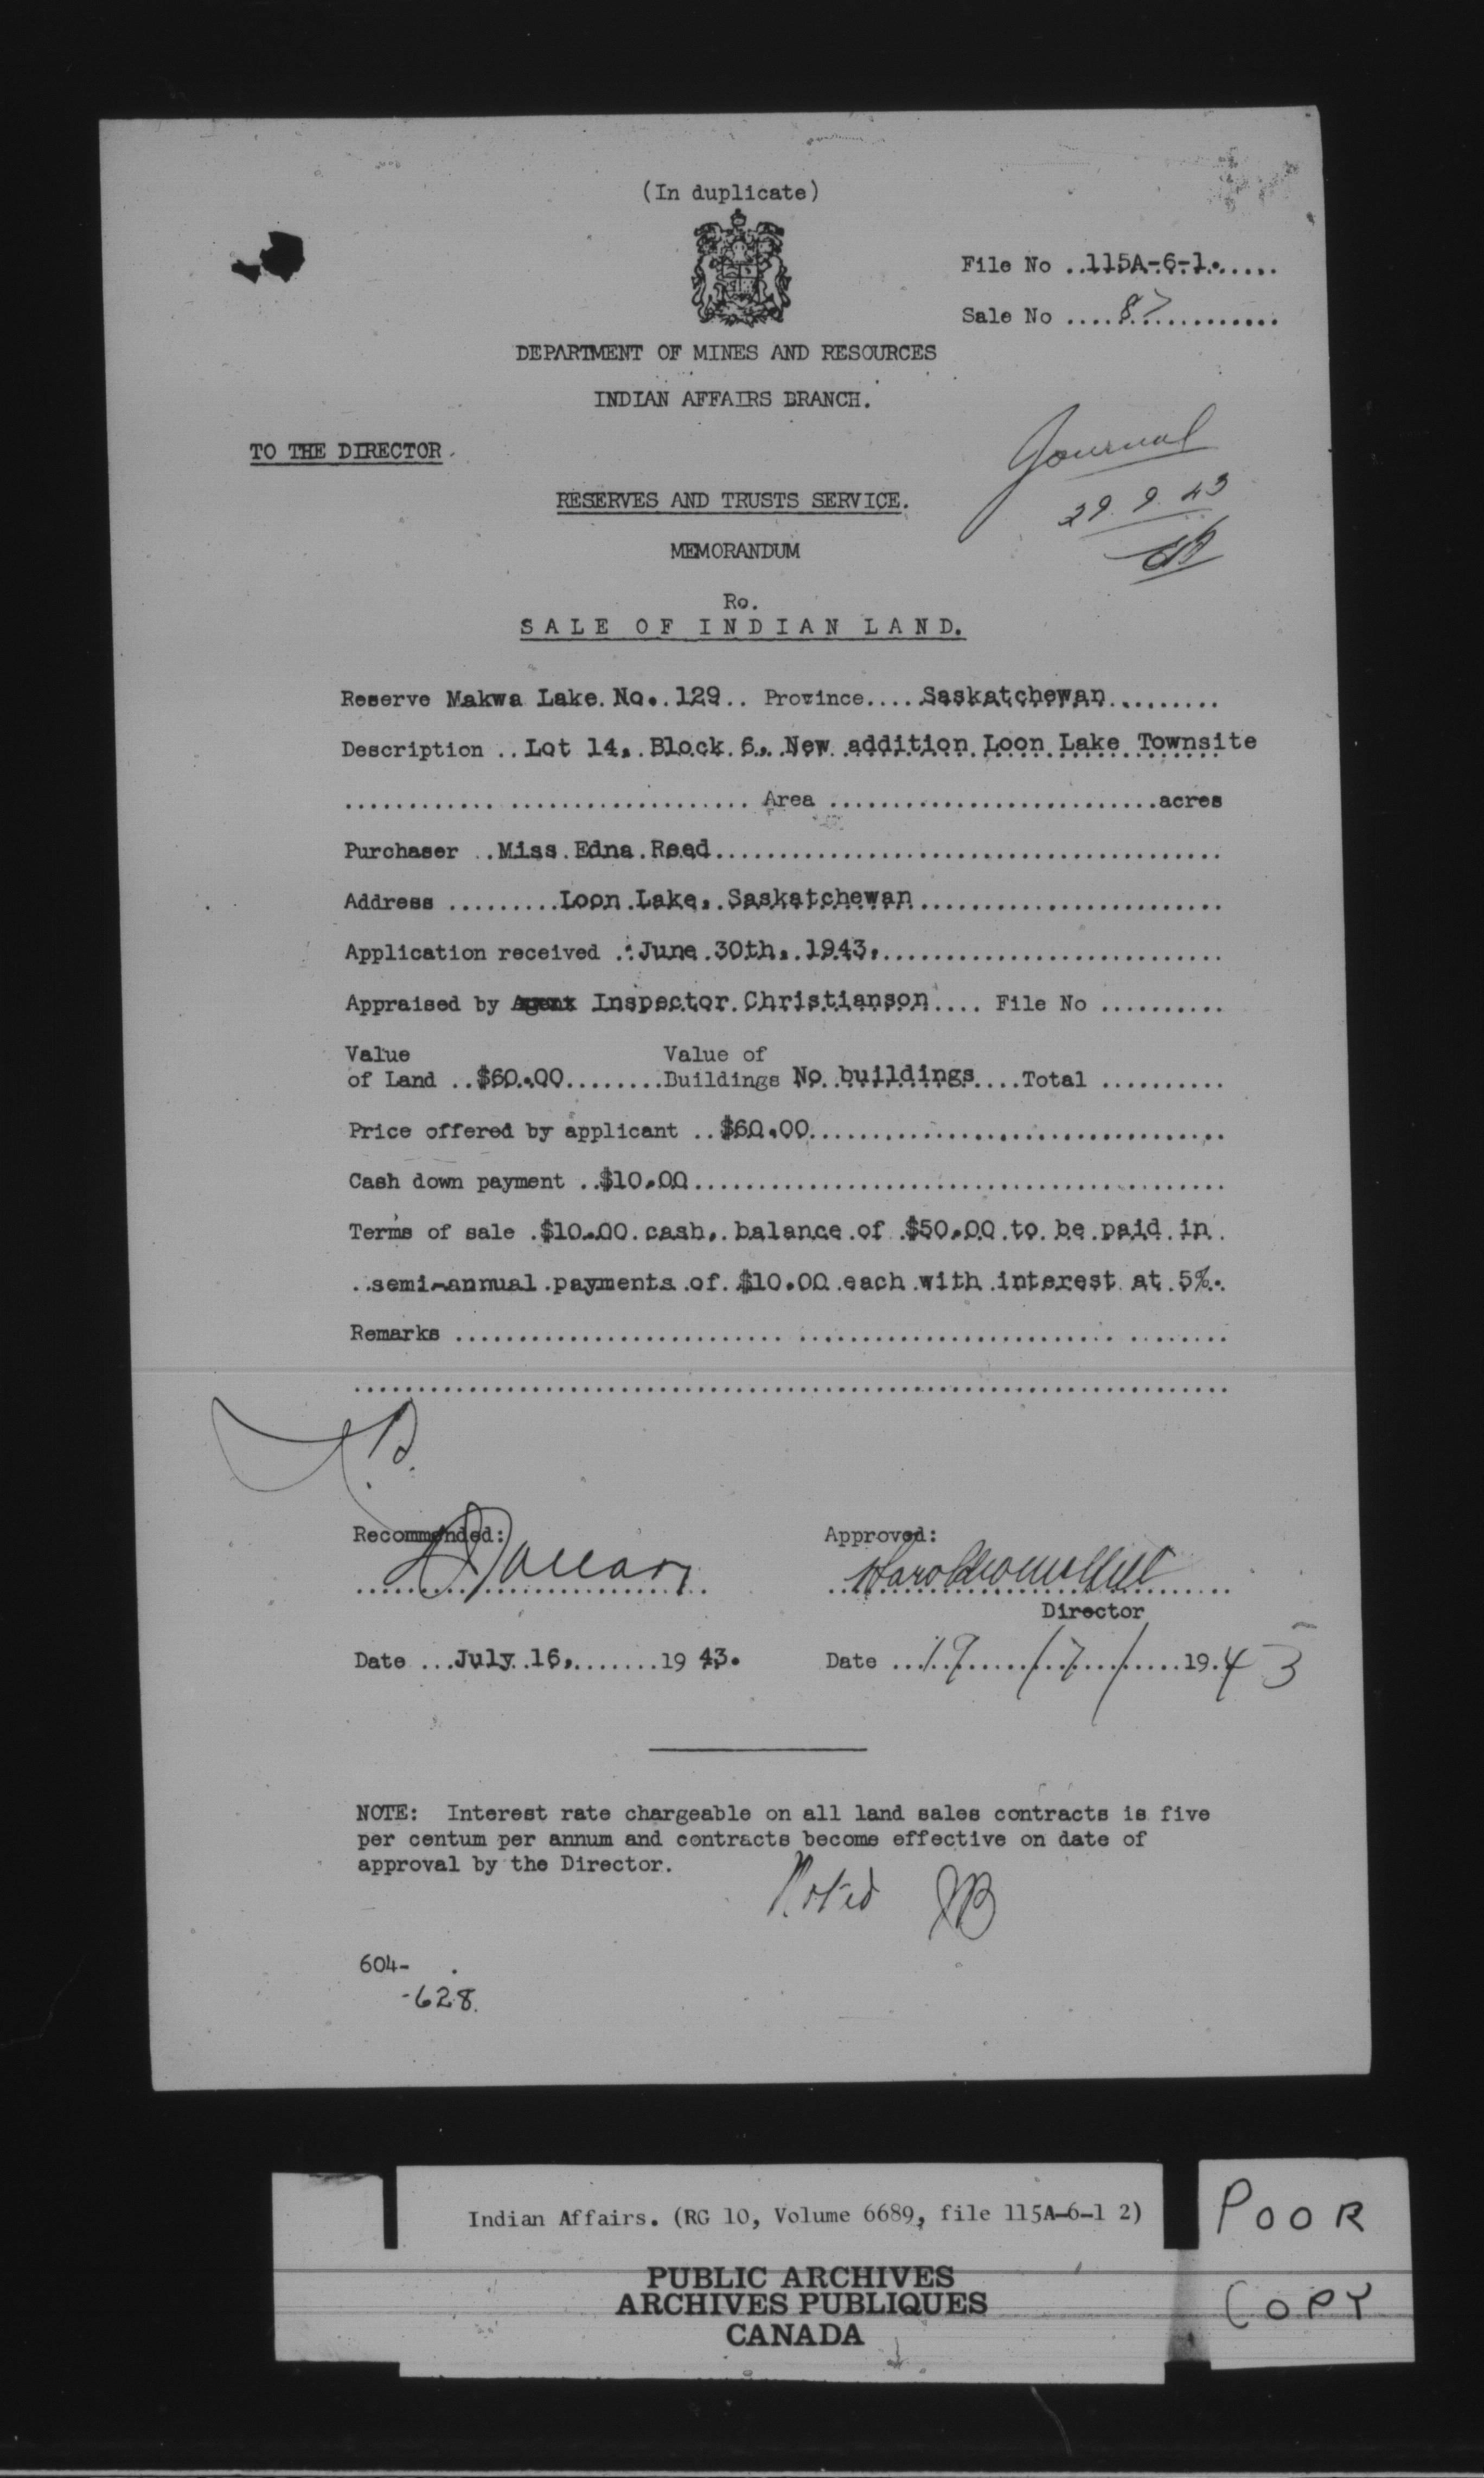 (In duplicate)
File No ..115A-6-1.......
Sale No ....87............
DEPARTMENT OF MINES AND RESOURCES
INDIAN AFFAIRS BRANCH.
TO THE DIRECTOR.
Journal
29.9.43
RESERVES AND TRUSTS SERVICE.
MEMORANDUM
Re.
SALE OF INDIAN LAND.
Reserve Makwa Lake No. 129.. Province....Saskatchewan.........
Description ..Lot 14, Block 6, New addition Loon Lake Townsite
................................ Area ..........................acres
Purchaser ..Miss Edna Reed........................................
Address .........Loon Lake, Saskatchewan........................
Application received ..June 30th, 1943...........................
Appraised by Agent Inspector Christianson.... File No ..........
Value Value of
of Land ..$60.00........Buildings No buildings....Total ..........
Price offered by applicant ..$60.00.................................
Cash down payment ..$10.00..........................................
Terms of sale .$10.00 cash, balance of $50.00 to be paid in
..semi-annual payments of $10.00 each with interest at 5%.
Remarks ............................................................
.....................................................................
Recommended: Approved:
Director
Date ...July 16,.......19 43. Date ...19/7/.....19.43
NOTE: Interest rate chargeable on all land sales contracts is five
per centum per annum and contracts become effective on date of
approval by the Director.
Noted
604-
-628.
Indian Affairs. (RG 10, Volume 6689, file 115A-6-1 2)
PUBLIC ARCHIVES
ARCHIVES PUBLIQUES
CANADA
POOR
COPY